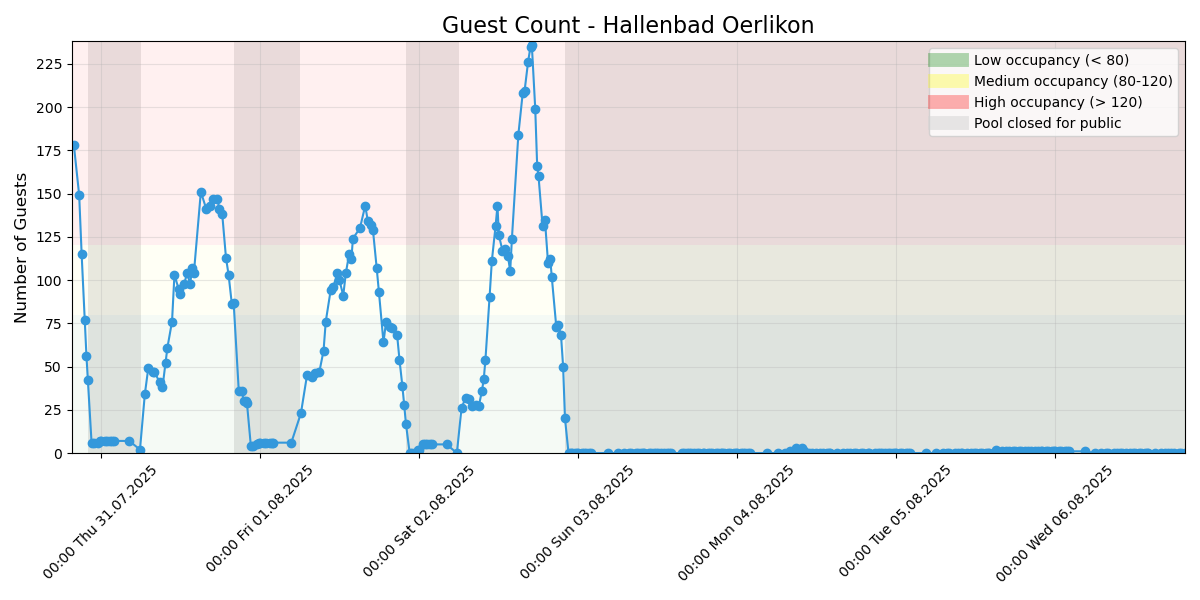 Guest Count - Hallenbad Oerlikon
Low occupancy (< 80)
Medium occupancy (80-120)
High occupancy (> 120)
Pool closed for public
Number of Guests
225
200
175
150
125
100
75
50
25
0
00:00 Thu 31.07.2025
00:00 Fri 01.08.2025
00:00 Sat 02.08.2025
00:00 Sun 03.08.2025
00:00 Mon 04.08.2025
00:00 Tue 05.08.2025
00:00 Wed 06.08.2025